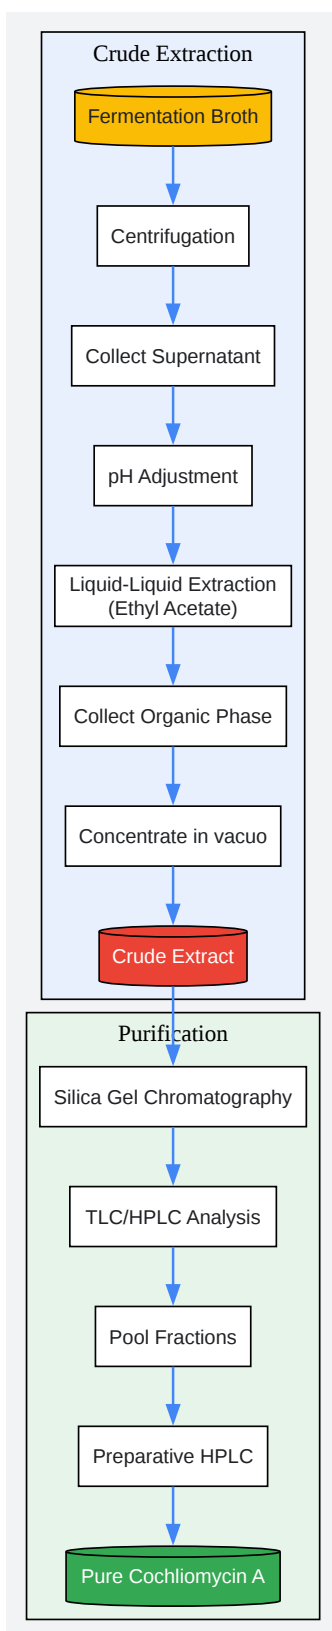 Crude Extraction
Fermentation Broth
Centrifugation
Collect Supernatant
pH Adjustment
Liquid-Liquid Extraction
(Ethyl Acetate)
Collect Organic Phase
Concentrate in vacuo
Crude Extract
Purification
Silica Gel Chromatography
TLC/HPLC Analysis
Pool Fractions
Preparative HPLC
Pure Cochliomycin A